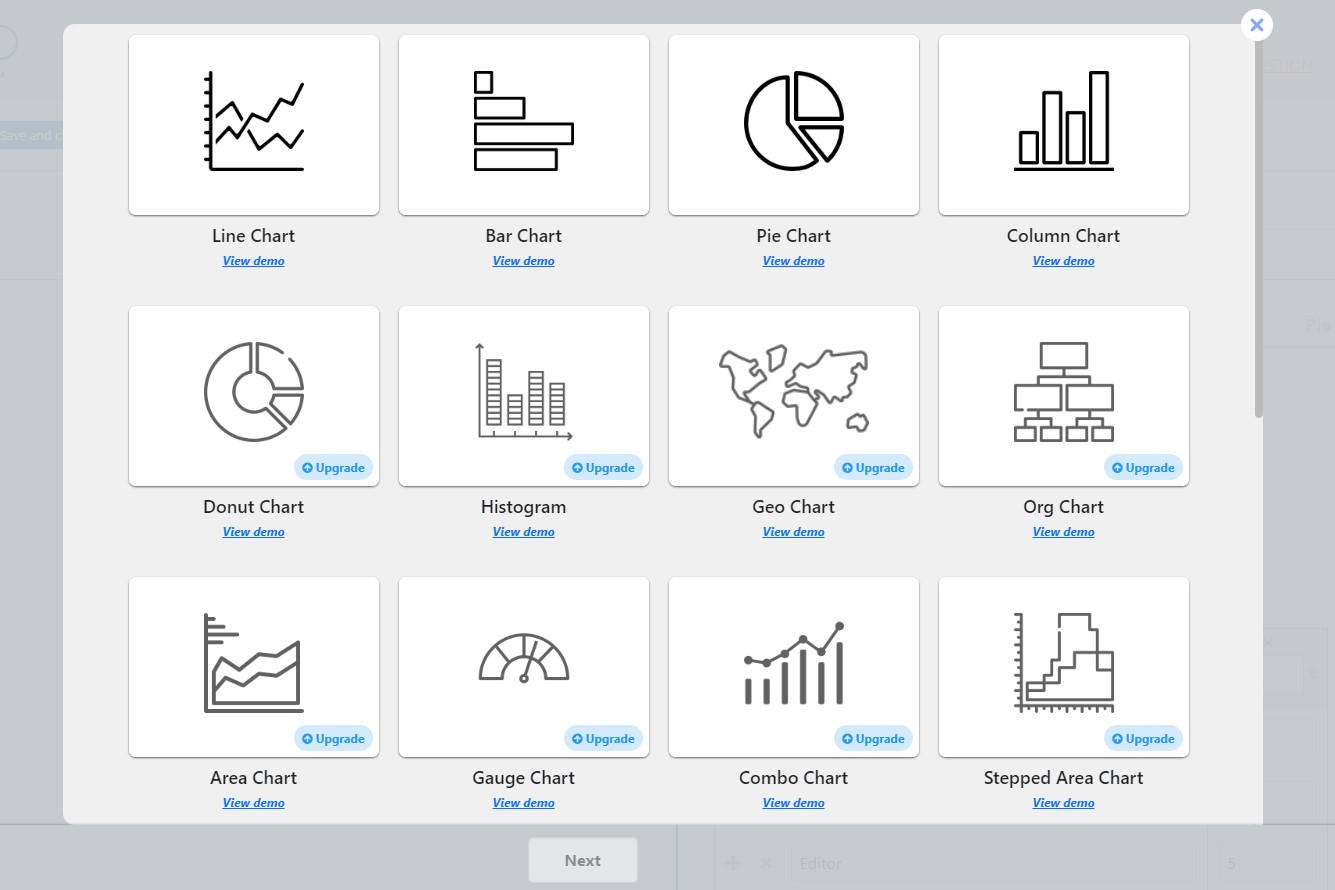 STION
Save and c
Line Chart
Bar Chart
Pie Chart
Column Chart
View demo
View demo
View demo
View demo
Upgrade
Upgrade
Upgrade
Upgrade
Donut Chart
Histogram
Geo Chart
Org Chart
View demo
View demo
View demo
View demo
Upgrade
Upgrade
Upgrade
Upgrade
Area Chart
Gauge Chart
Combo Chart
Stepped Area Chart
View demo
View demo
View demo
View demo
Next
Editor
5